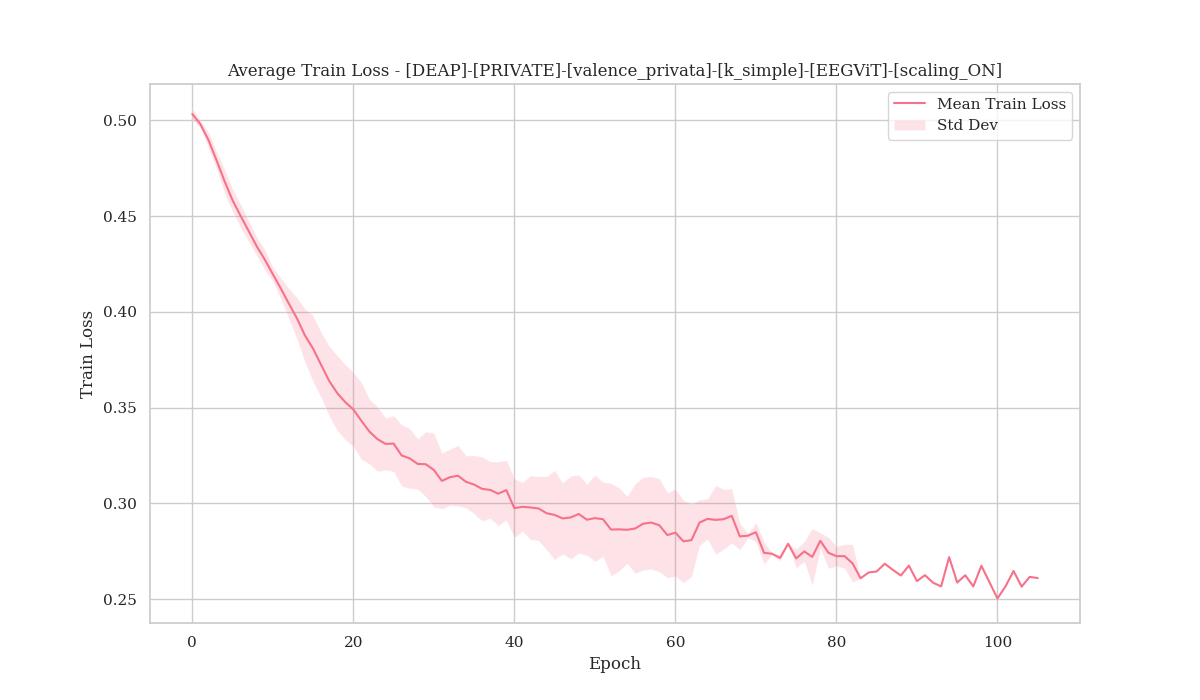 Average Train Loss - [DEAP]-[PRIVATE]-[valence_privata]-[k_simple]-[EEGViT]-[scaling_ON]
Mean Train Loss
Std Dev
0.50
0.45
0.40
0.35
0.30
0.25
Train Loss
0 20 40 60 80 100
Epoch